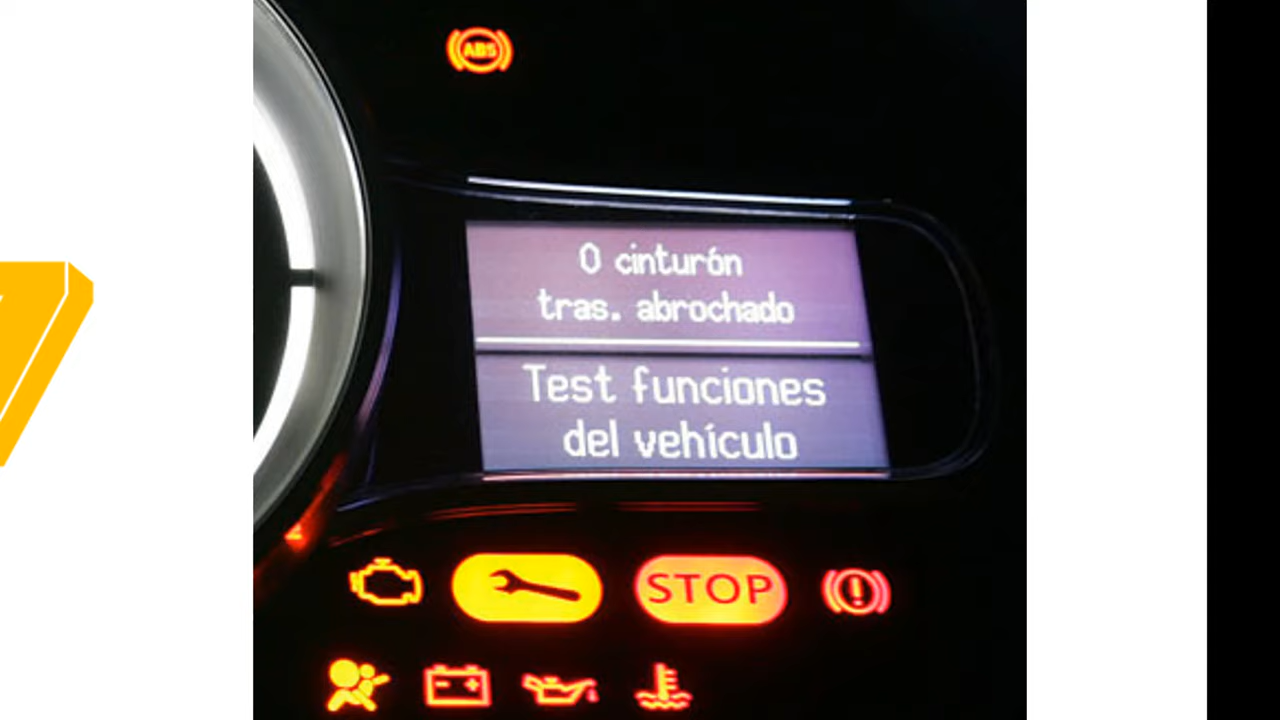 ABS
0 cinturón
tras. abrochado
Test funciones
del vehículo
STOP